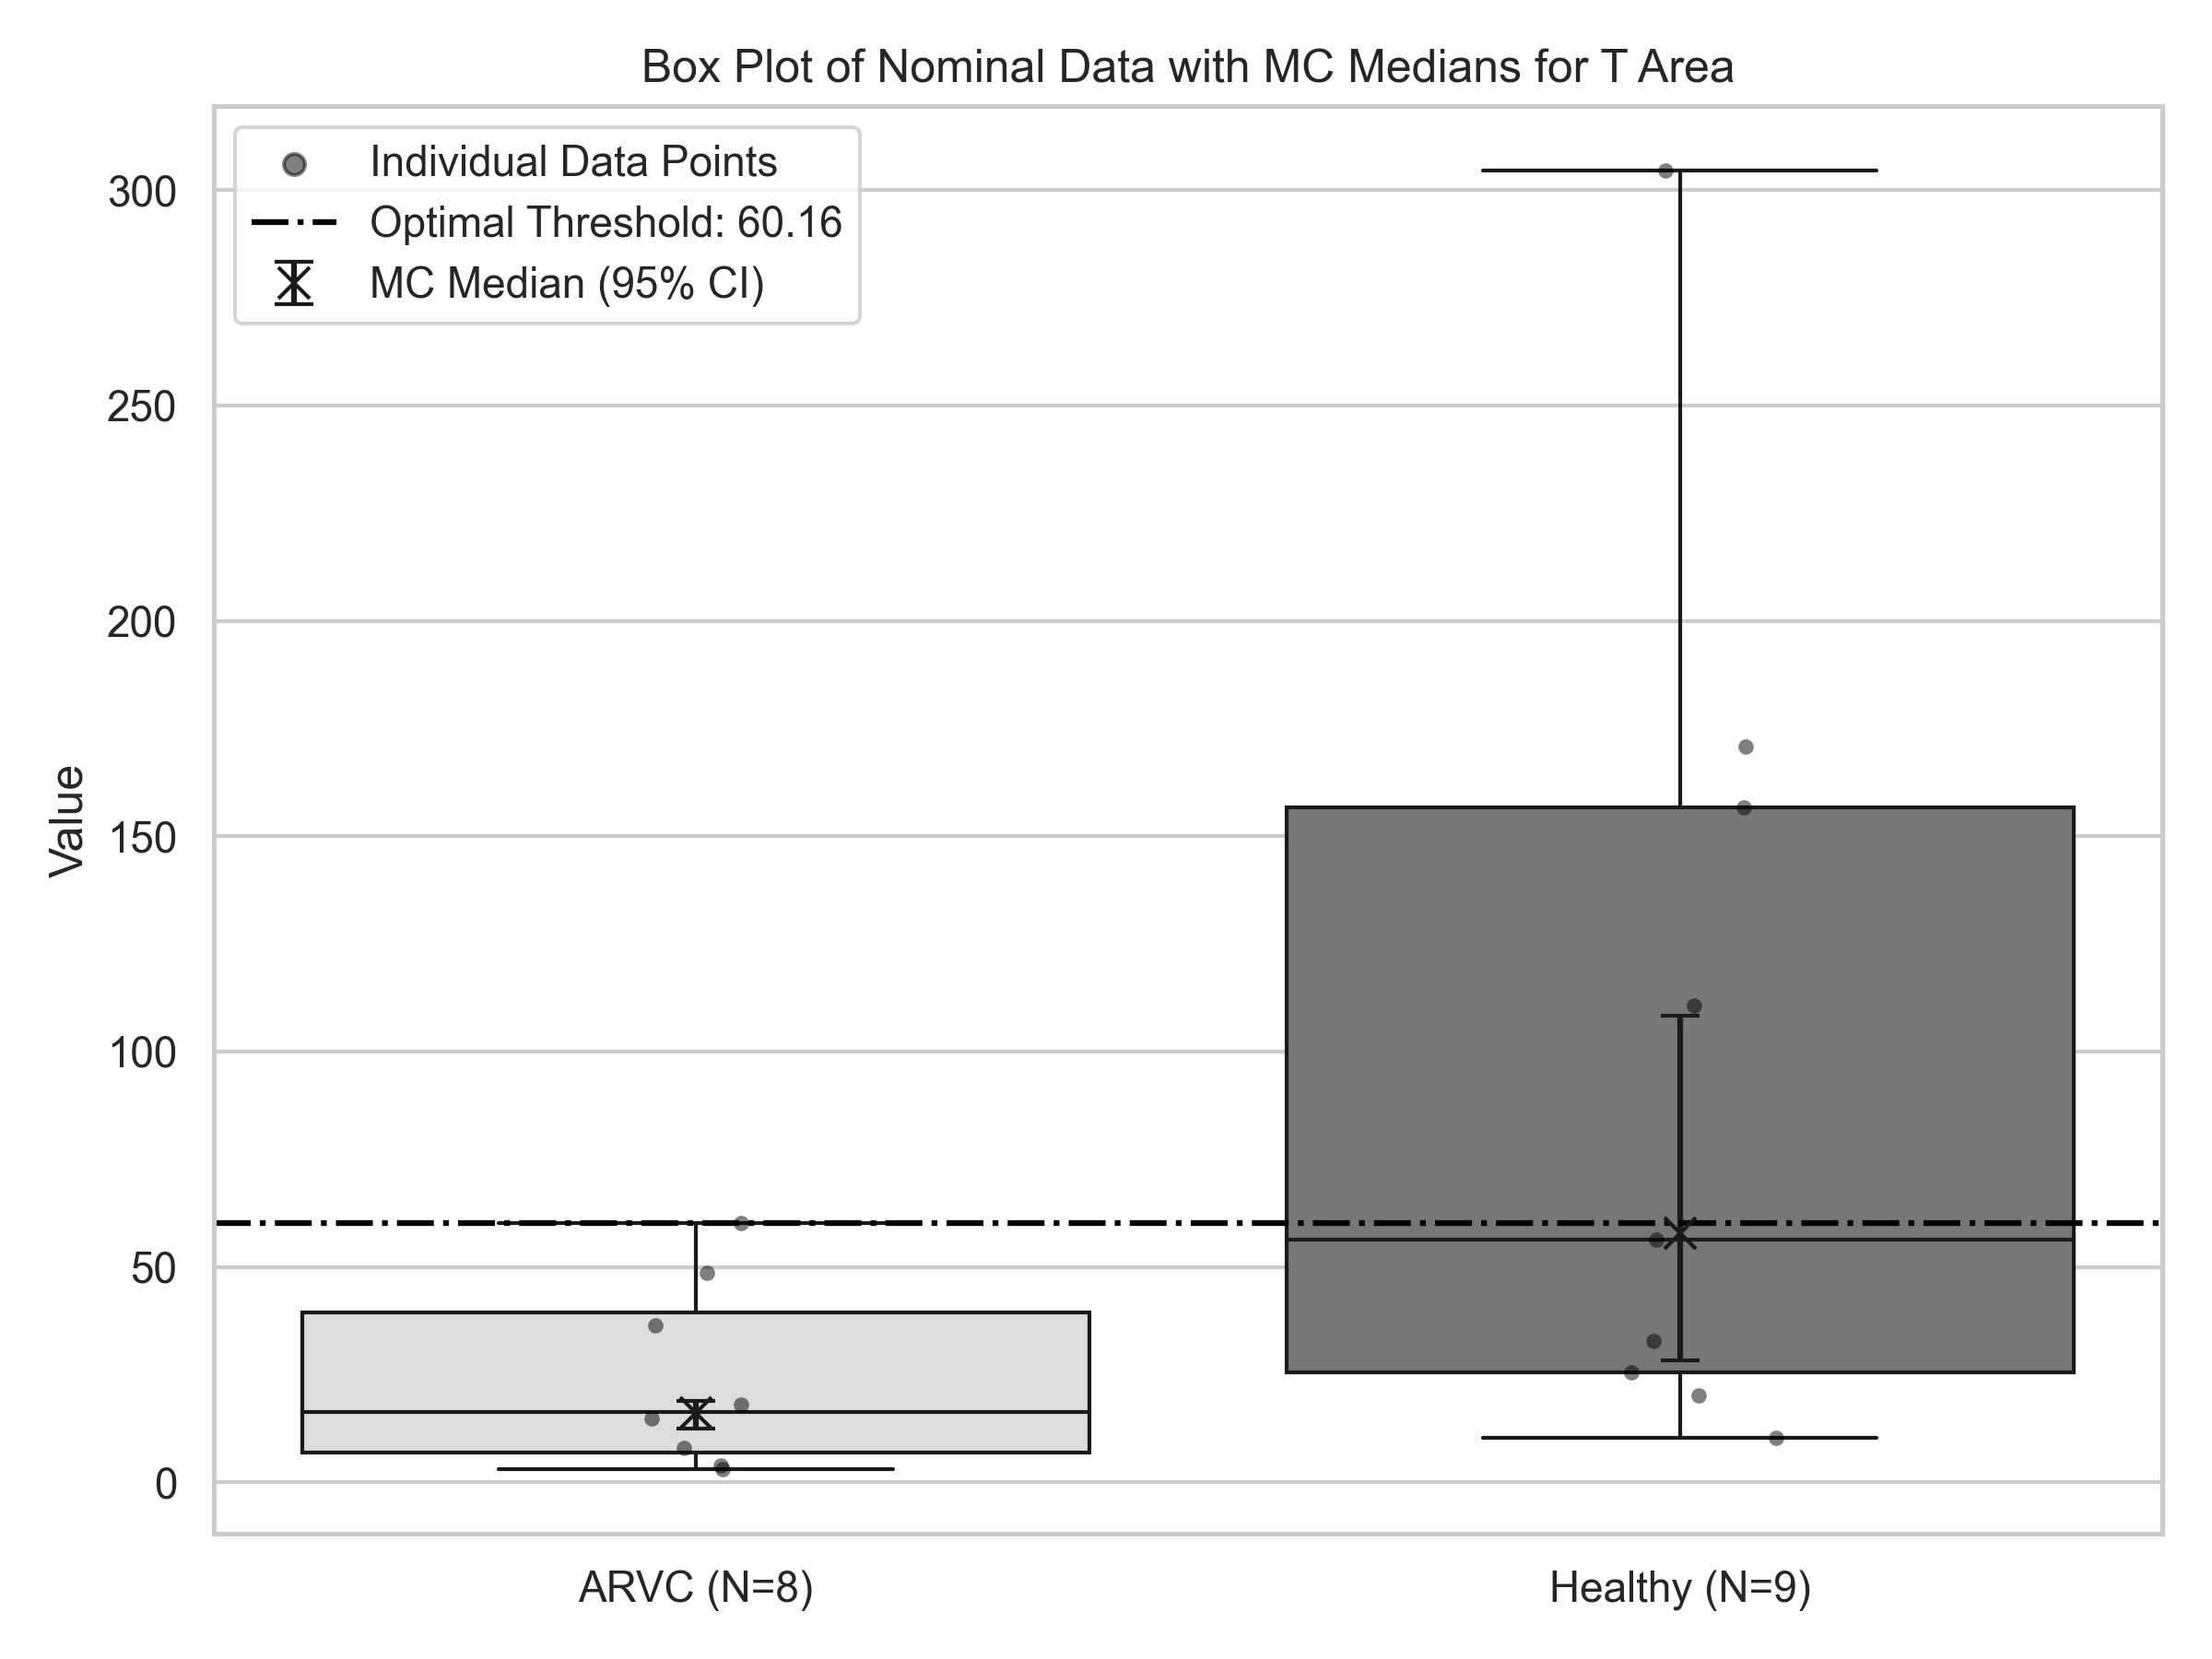 Box Plot of Nominal Data with MC Medians for T Area
Individual Data Points
Optimal Threshold: 60.16
MC Median (95% CI)
300
250
200
150
100
50
0
Value
ARVC (N=8)
Healthy (N=9)